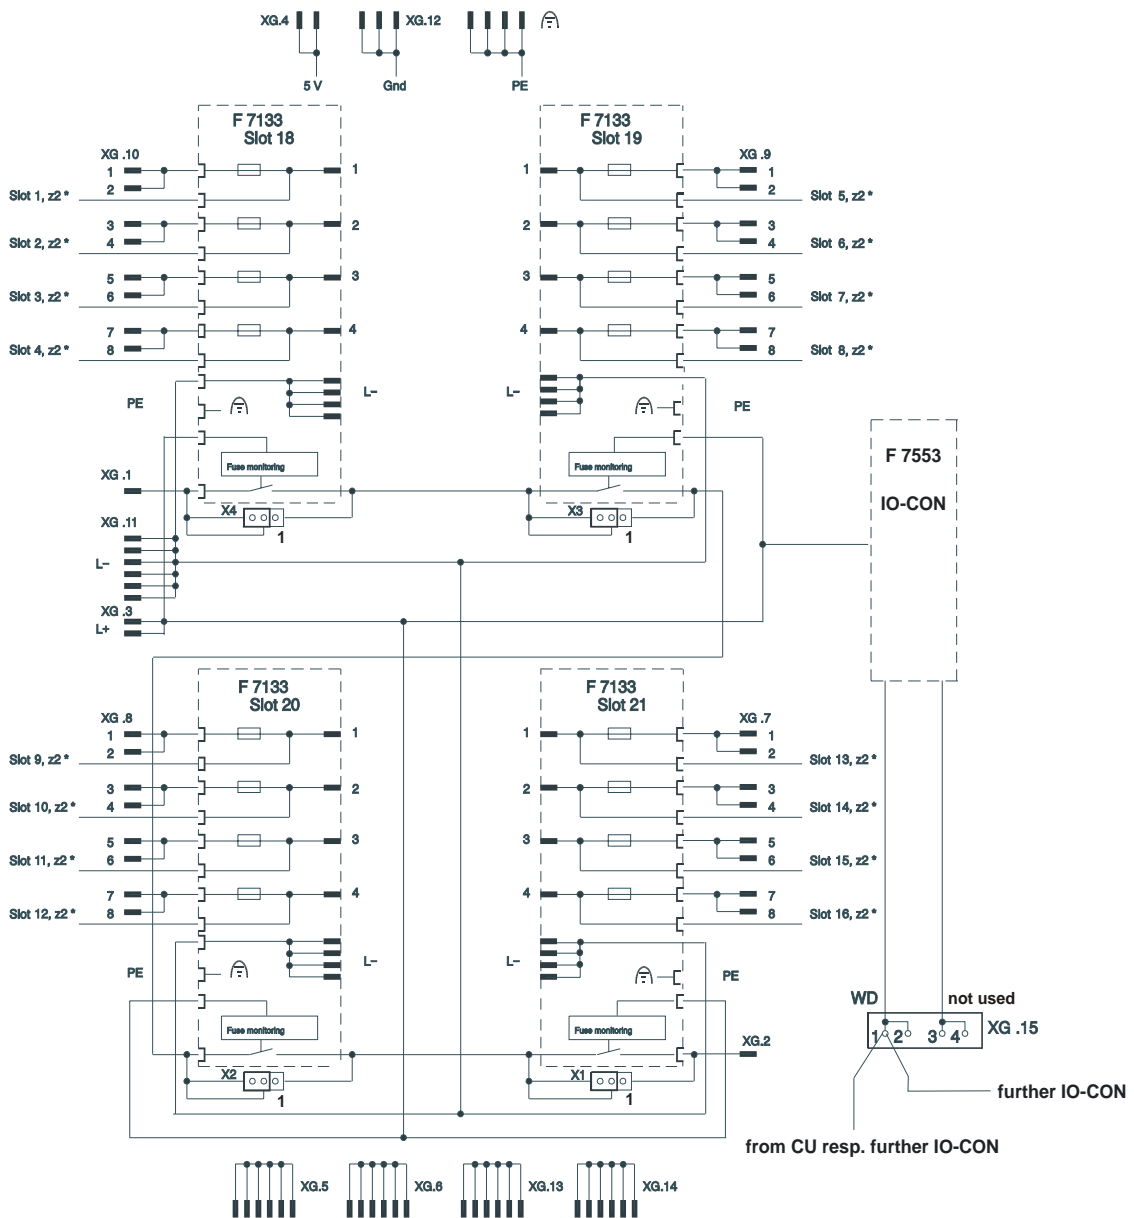 XG.4
XG.12
5 V
Gnd
PE
F 7133
Slot 18
F 7133
Slot 19
XG .10
1
2
3
4
5
6
7
8
Slot 1, z2 *
Slot 2, z2 *
Slot 3, z2 *
Slot 4, z2 *
1
2
3
4
L–
PE
Fuse monitoring
1
2
3
4
L–
XG .9
1
2
3
4
5
6
7
8
Slot 5, z2 *
Slot 6, z2 *
Slot 7, z2 *
Slot 8, z2 *
PE
Fuse monitoring
F 7553
IO-CON
XG .1
X4
1
X3
1
XG .11
L–
XG .3
L+
F 7133
Slot 20
F 7133
Slot 21
XG .8
1
2
3
4
5
6
7
8
Slot 9, z2 *
Slot 10, z2 *
Slot 11, z2 *
Slot 12, z2 *
1
2
3
4
L–
PE
Fuse monitoring
1
2
3
4
L–
XG .7
1
2
3
4
5
6
7
8
Slot 13, z2 *
Slot 14, z2 *
Slot 15, z2 *
Slot 16, z2 *
PE
Fuse monitoring
XG.2
X2
1
X1
1
WD
not used
1 2 3 4
XG .15
further IO-CON
from CU resp. further IO-CON
XG.5
XG.6
XG.13
XG.14